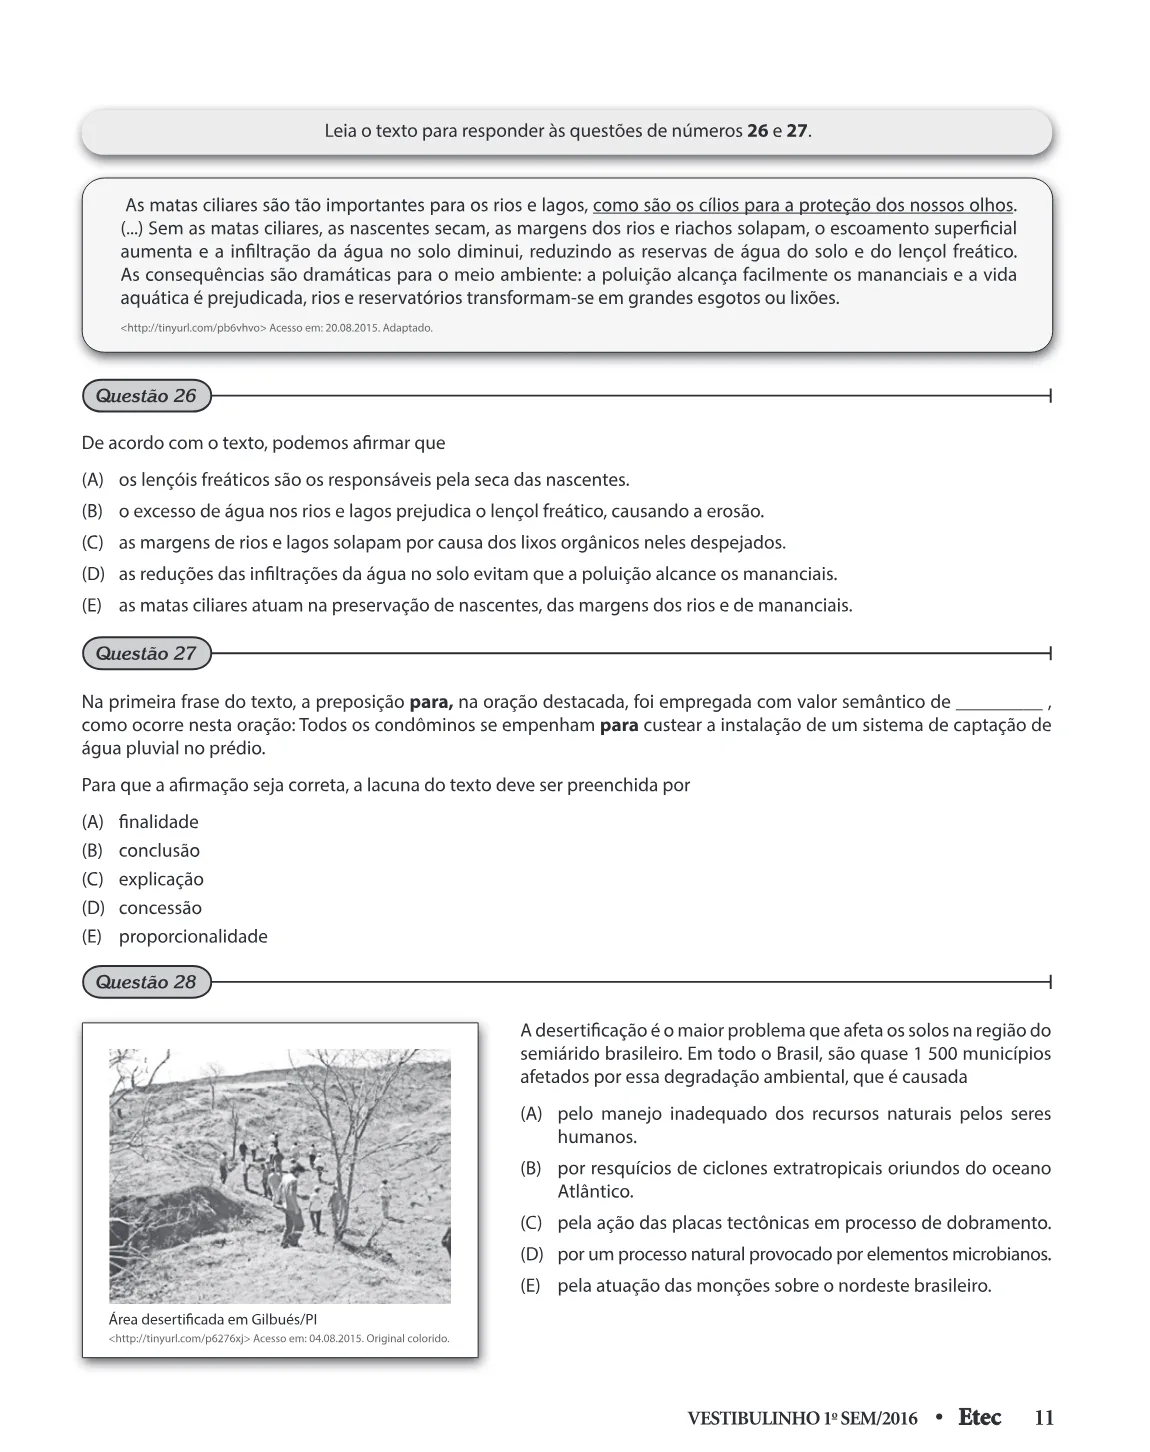 Leia o texto para responder às questões de números 26 e 27.
As matas ciliares são tão importantes para os rios e lagos, como são os cílios para a proteção dos nossos olhos.
(...) Sem as matas ciliares, as nascentes secam, as margens dos rios e riachos solapam, o escoamento superficial
aumenta e a infiltração da água no solo diminui, reduzindo as reservas de água do solo e do lençol freático.
As consequências são dramáticas para o meio ambiente: a poluição alcança facilmente os mananciais e a vida
aquática é prejudicada, rios e reservatórios transformam-se em grandes esgotos ou lixões.
<http://tinyurl.com/pb6vhvo> Acesso em: 20.08.2015. Adaptado.
Questão 26
De acordo com o texto, podemos afirmar que
(A) os lençóis freáticos são os responsáveis pela seca das nascentes.
(B) o excesso de água nos rios e lagos prejudica o lençol freático, causando a erosão.
(C) as margens de rios e lagos solapam por causa dos lixos orgânicos neles despejados.
(D) as reduções das infiltrações da água no solo evitam que a poluição alcance os mananciais.
(E) as matas ciliares atuam na preservação de nascentes, das margens dos rios e de mananciais.
Questão 27
Na primeira frase do texto, a preposição para, na oração destacada, foi empregada com valor semântico de _________ ,
como ocorre nesta oração: Todos os condôminos se empenham para custear a instalação de um sistema de captação de
água pluvial no prédio.
Para que a afirmação seja correta, a lacuna do texto deve ser preenchida por
(A) finalidade
(B) conclusão
(C) explicação
(D) concessão
(E) proporcionalidade
Questão 28
Área desertificada em Gilbués/PI
<http://tinyurl.com/p6276xj> Acesso em: 04.08.2015. Original colorido.
A desertificação é o maior problema que afeta os solos na região do
semiárido brasileiro. Em todo o Brasil, são quase 1 500 municípios
afetados por essa degradação ambiental, que é causada
(A) pelo manejo inadequado dos recursos naturais pelos seres
humanos.
(B) por resquícios de ciclones extratropicais oriundos do oceano
Atlântico.
(C) pela ação das placas tectônicas em processo de dobramento.
(D) por um processo natural provocado por elementos microbianos.
(E) pela atuação das monções sobre o nordeste brasileiro.
VESTIBULINHO 1º SEM/2016 • Etec 11